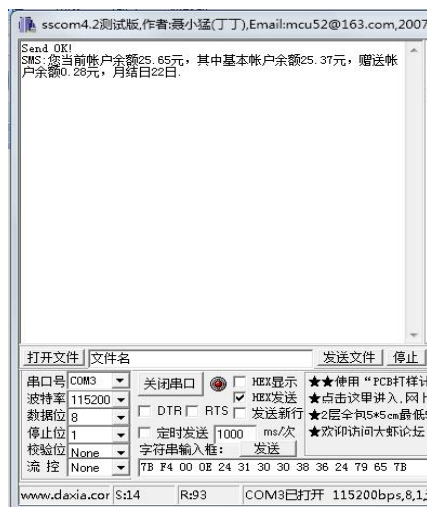 sscom4.2测试版,作者:聂小猛(丁丁),Email:mcu52@163.com,2007
Send OK!
SMS:您当前帐户余额25.65元，其中基本帐户余额25.37元，赠送帐
户余额0.28元，月结日22日.
打开文件 文件名 发送文件 停止
串口号 COM3 关闭串口 HEX显示 ★★使用“PCB打样计
波特率 115200 HEX发送 ★点击这里进入.网上
数据位 8 DTR RTS 发送新行 ★2层全包5*5cm最低
停止位 1 定时发送 1000 ms/次 ★欢迎访问大虾论坛
校验位 None 字符串输入框: 发送
流 控 None 7B F4 00 0E 24 31 30 30 38 36 24 79 65 7B
www.daxia.cor S:14 R:93 COM3已打开 115200bps,8,1,